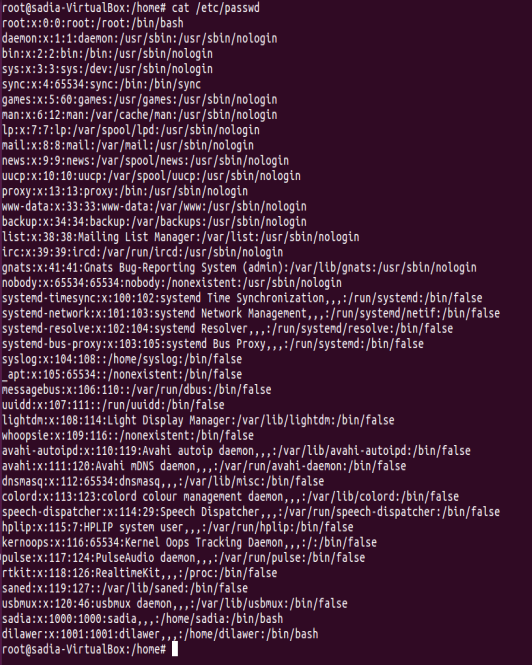 root@sadia-VirtualBox:/home# cat /etc/passwd
root:x:0:0:root:/root:/bin/bash
daemon:x:1:1:daemon:/usr/sbin:/usr/sbin/nologin
bin:x:2:2:bin:/bin:/usr/sbin/nologin
sys:x:3:3:sys:/dev:/usr/sbin/nologin
sync:x:4:65534:sync:/bin:/bin/sync
games:x:5:60:games:/usr/games:/usr/sbin/nologin
man:x:6:12:man:/var/cache/man:/usr/sbin/nologin
lp:x:7:7:lp:/var/spool/lpd:/usr/sbin/nologin
mail:x:8:8:mail:/var/mail:/usr/sbin/nologin
news:x:9:9:news:/var/spool/news:/usr/sbin/nologin
uucp:x:10:10:uucp:/var/spool/uucp:/usr/sbin/nologin
proxy:x:13:13:proxy:/bin:/usr/sbin/nologin
www-data:x:33:33:www-data:/var/www:/usr/sbin/nologin
backup:x:34:34:backup:/var/backups:/usr/sbin/nologin
list:x:38:38:Mailing List Manager:/var/list:/usr/sbin/nologin
irc:x:39:39:ircd:/var/run/ircd:/usr/sbin/nologin
gnats:x:41:41:Gnats Bug-Reporting System (admin):/var/lib/gnats:/usr/sbin/nologin
nobody:x:65534:65534:nobody:/nonexistent:/usr/sbin/nologin
systemd-timesync:x:100:102:systemd Time Synchronization,,,:/run/systemd:/bin/false
systemd-network:x:101:103:systemd Network Management,,,:/run/systemd/netif:/bin/false
systemd-resolve:x:102:104:systemd Resolver,,,:/run/systemd/resolve:/bin/false
systemd-bus-proxy:x:103:105:systemd Bus Proxy,,,:/run/systemd:/bin/false
syslog:x:104:108::/home/syslog:/bin/false
_apt:x:105:65534::/nonexistent:/bin/false
messagebus:x:106:110::/var/run/dbus:/bin/false
uuidd:x:107:111::/run/uuidd:/bin/false
lightdm:x:108:114:Light Display Manager:/var/lib/lightdm:/bin/false
whoopsie:x:109:116::/nonexistent:/bin/false
avahi-autoipd:x:110:119:Avahi autoip daemon,,,:/var/lib/avahi-autoipd:/bin/false
avahi:x:111:120:Avahi mDNS daemon,,,:/var/run/avahi-daemon:/bin/false
dnsmasq:x:112:65534:dnsmasq,,,:/var/lib/misc:/bin/false
colord:x:113:123:colord colour management daemon,,,:/var/lib/colord:/bin/false
speech-dispatcher:x:114:29:Speech Dispatcher,,,:/var/run/speech-dispatcher:/bin/false
hplip:x:115:7:HPLIP system user,,,:/var/run/hplip:/bin/false
kernoops:x:116:65534:Kernel Oops Tracking Daemon,,,:/:/bin/false
pulse:x:117:124:PulseAudio daemon,,,:/var/run/pulse:/bin/false
rtkit:x:118:126:RealtimeKit,,,:/proc:/bin/false
saned:x:119:127::/var/lib/saned:/bin/false
usbmux:x:120:46:usbmux daemon,,,:/var/lib/usbmux:/bin/false
sadia:x:1000:1000:sadia,,,:/home/sadia:/bin/bash
dilawer:x:1001:1001:dilawer,,,:/home/dilawer:/bin/bash
root@sadia-VirtualBox:/home#